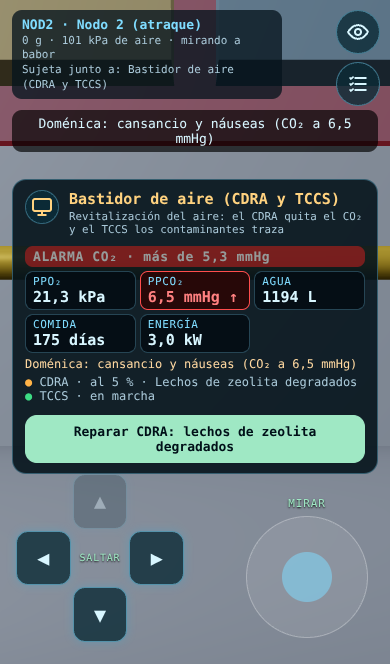 NOD2 · Nodo 2 (atraque)
0 g · 101 kPa de aire · mirando a
babor
Sujeta junto a: Bastidor de aire
(CDRA y TCCS)
Doménica: cansancio y náuseas (CO₂ a 6,5
mmHg)
Bastidor de aire (CDRA y TCCS)
Revitalización del aire: el CDRA quita el CO₂
y el TCCS los contaminantes traza
ALARMA CO₂ · más de 5,3 mmHg
PPO₂
21,3 kPa
PPCO₂
6,5 mmHg ↑
AGUA
1194 L
COMIDA
175 días
ENERGÍA
3,0 kW
Doménica: cansancio y náuseas (CO₂ a 6,5 mmHg)
● CDRA · al 5 % · Lechos de zeolita degradados
● TCCS · en marcha
Reparar CDRA: lechos de zeolita
degradados
MIRAR
▲
◀ SALTAR ▶
▼